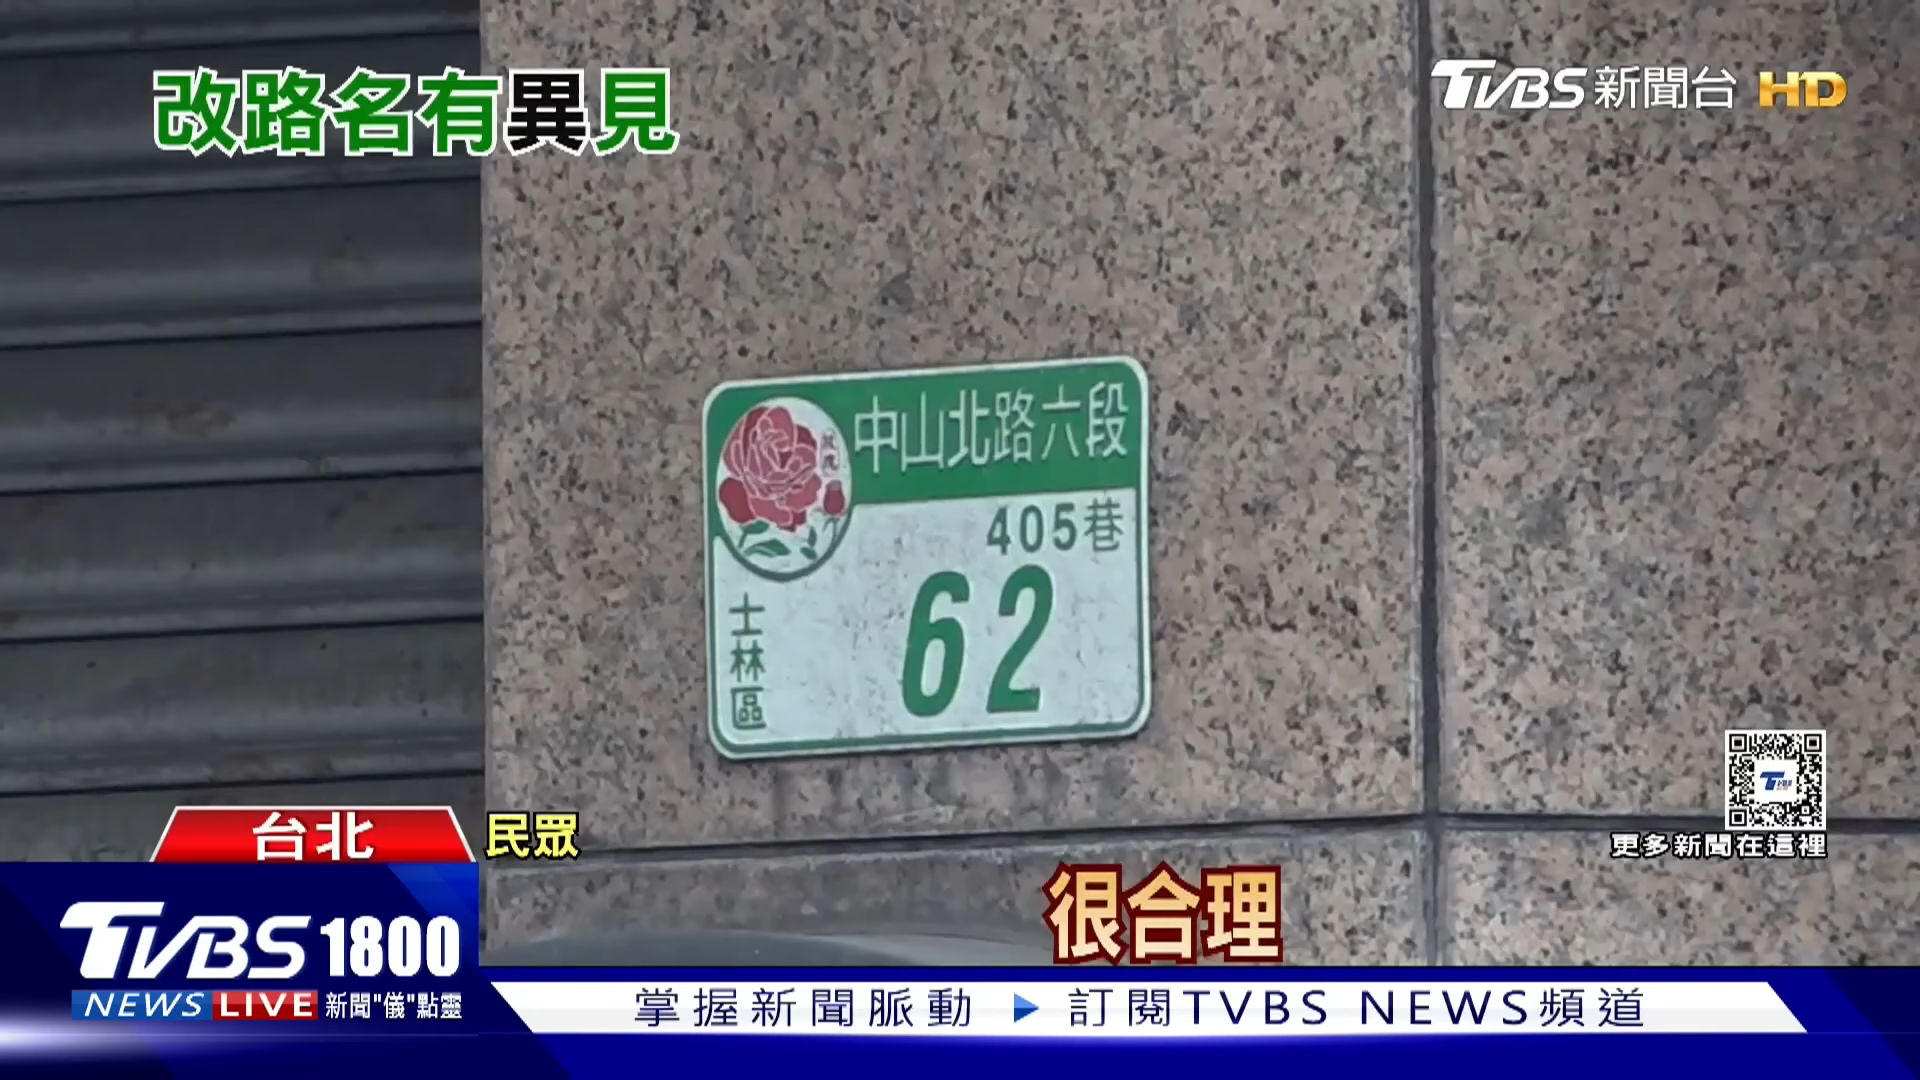 改路名有異見
TVBS新聞台 HD
中山北路六段
405巷
62
士林區
更多新聞在這裡
台北
民眾
很合理
TVBS 1800
NEWS LIVE 新聞"儀"點靈
掌握新聞脈動 ▶ 訂閱TVBS NEWS頻道